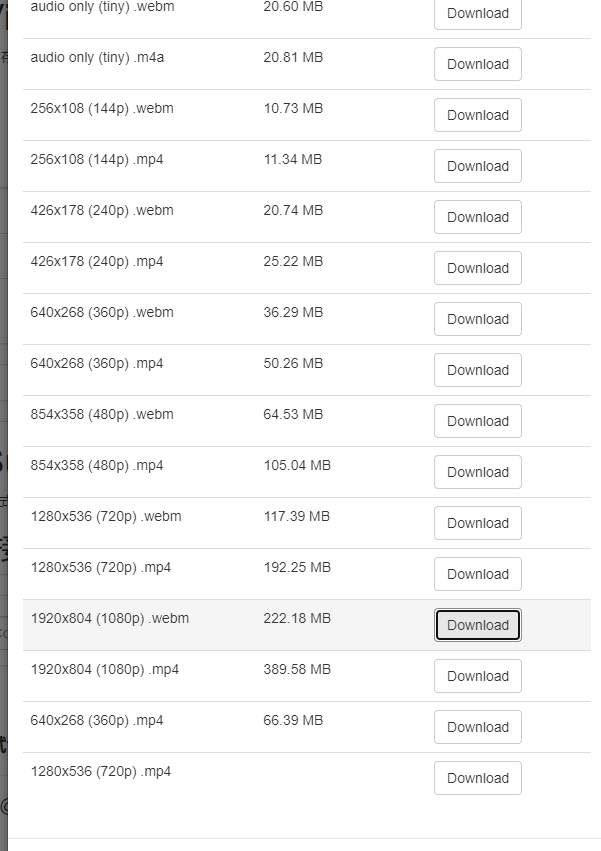 audio only (tiny) .webm 20.60 MB Download
audio only (tiny) .m4a 20.81 MB Download
256x108 (144p) .webm 10.73 MB Download
256x108 (144p) .mp4 11.34 MB Download
426x178 (240p) .webm 20.74 MB Download
426x178 (240p) .mp4 25.22 MB Download
640x268 (360p) .webm 36.29 MB Download
640x268 (360p) .mp4 50.26 MB Download
854x358 (480p) .webm 64.53 MB Download
854x358 (480p) .mp4 105.04 MB Download
1280x536 (720p) .webm 117.39 MB Download
1280x536 (720p) .mp4 192.25 MB Download
1920x804 (1080p) .webm 222.18 MB Download
1920x804 (1080p) .mp4 389.58 MB Download
640x268 (360p) .mp4 66.39 MB Download
1280x536 (720p) .mp4 Download